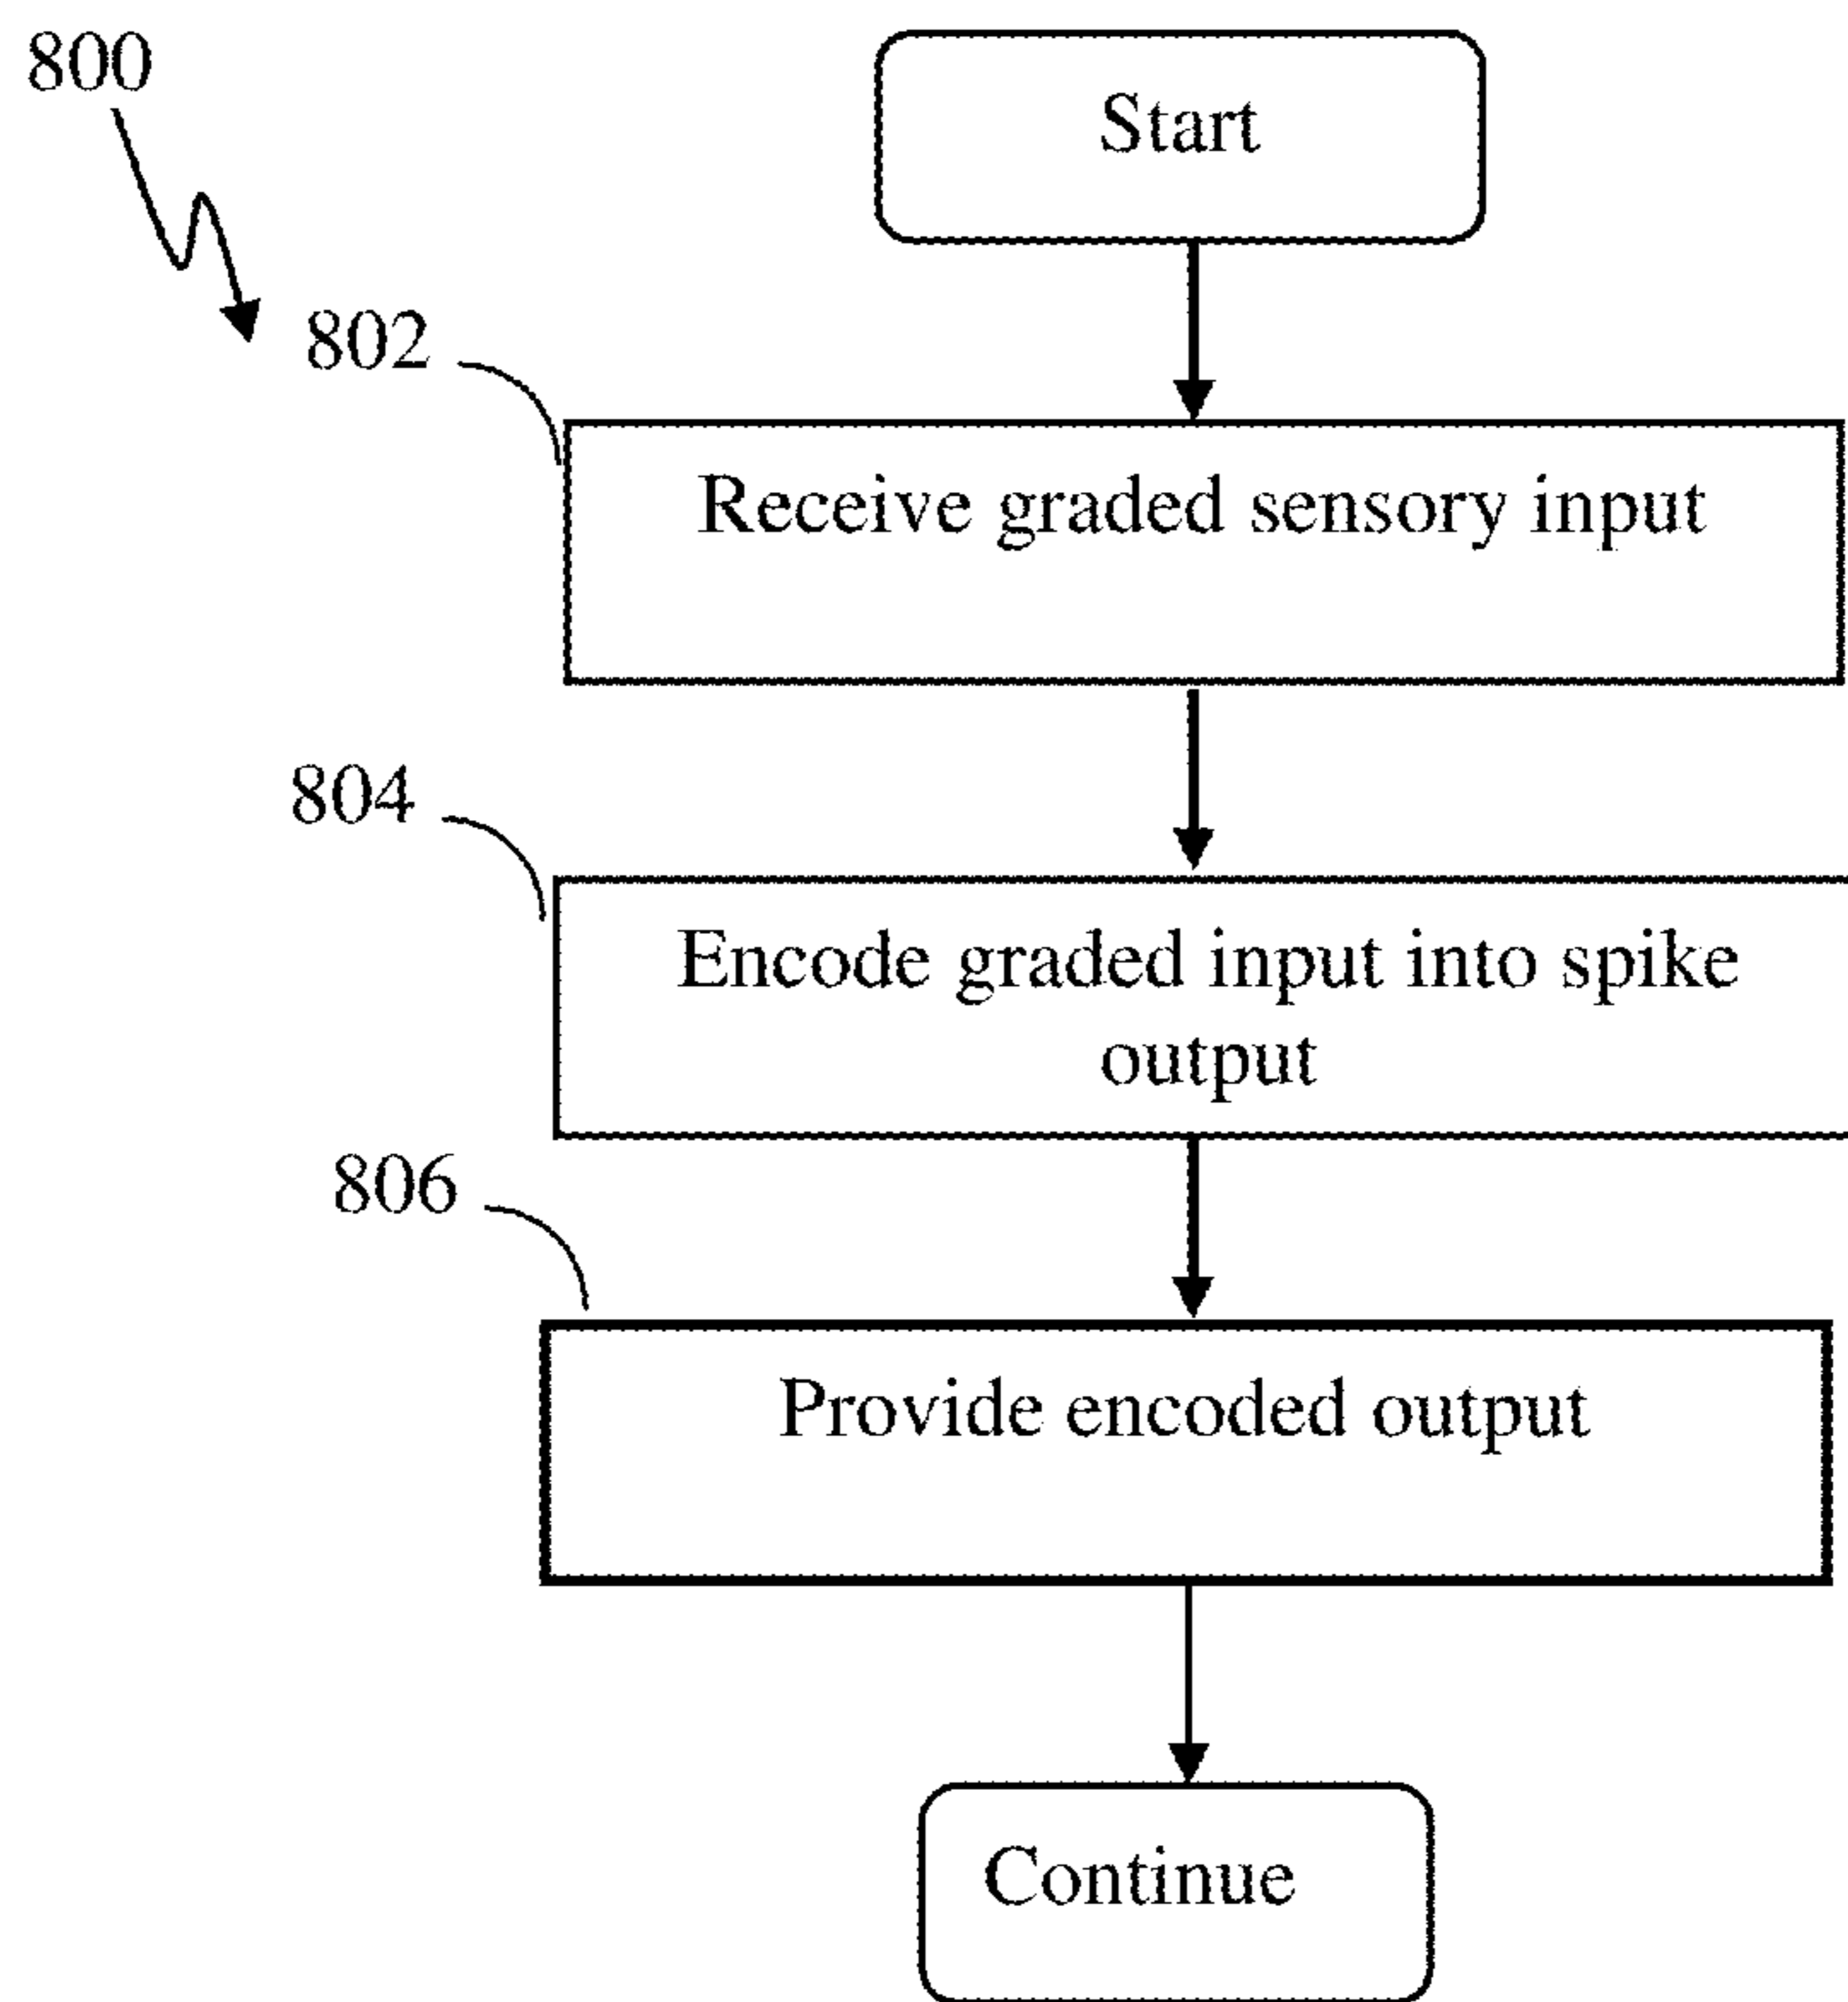 800
Start
802
Receive graded sensory input
804
Encode graded input into spike
output
806
Provide encoded output
Continue